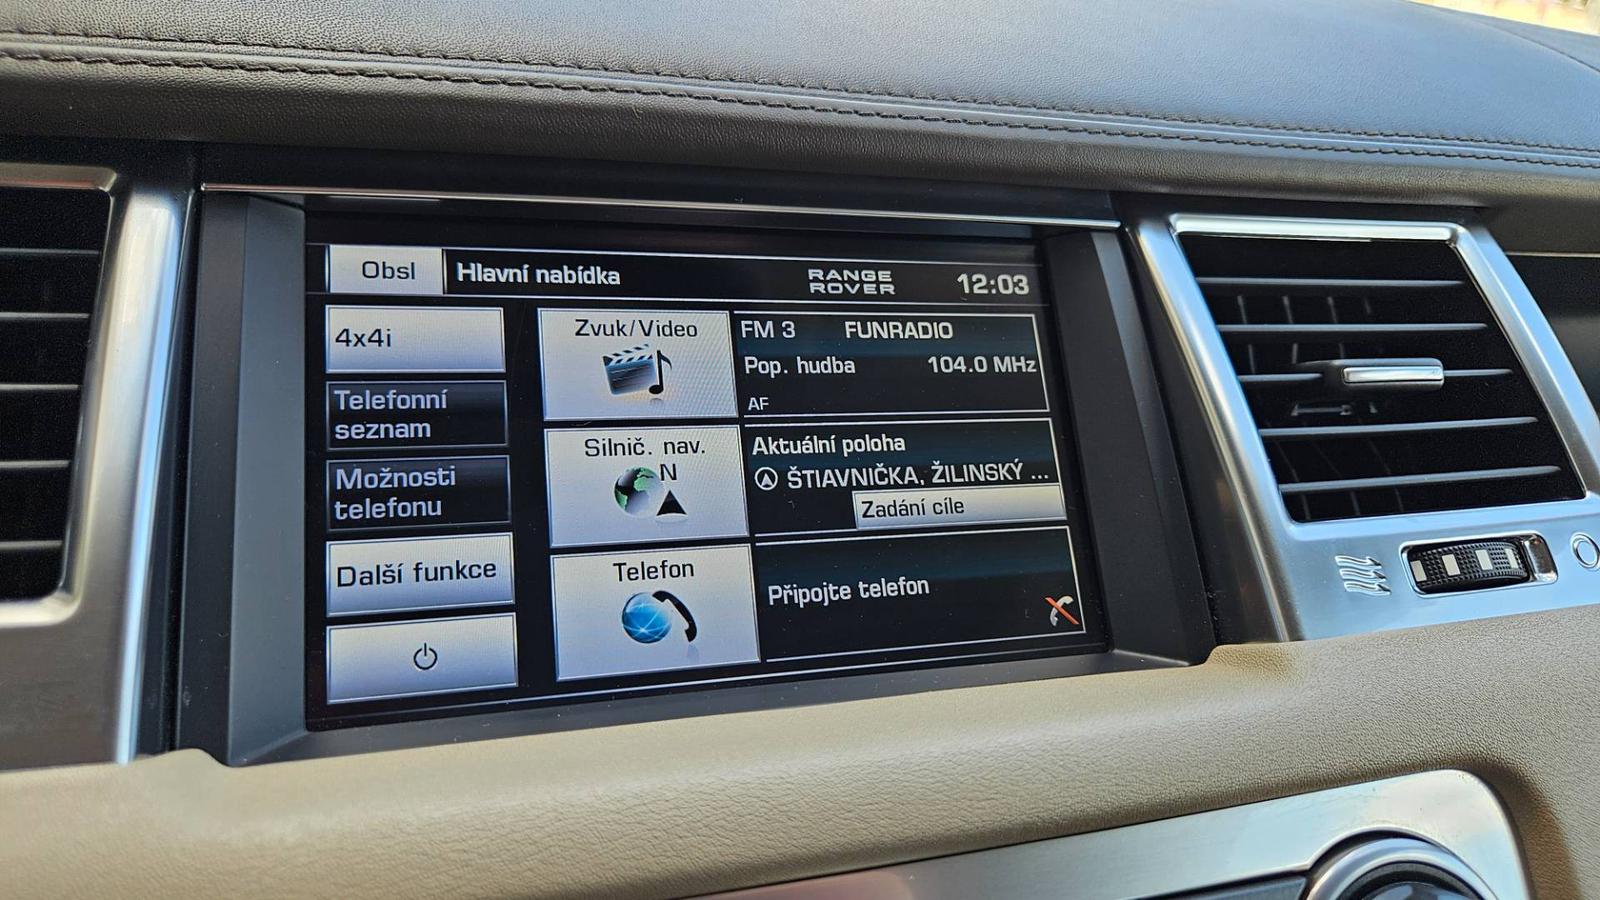 Obsl
Hlavní nabídka
RANGE
ROVER
12:03
4x4i
Telefonní
seznam
Možnosti
telefonu
Další funkce
Zvuk/Video
FM 3 FUNRADIO
Pop. hudba 104.0 MHz
AF
Silnič. nav.
N
Aktuální poloha
ŠTIAVNIČKA, ŽILINSKÝ ...
Zadání cíle
Telefon
Připojte telefon